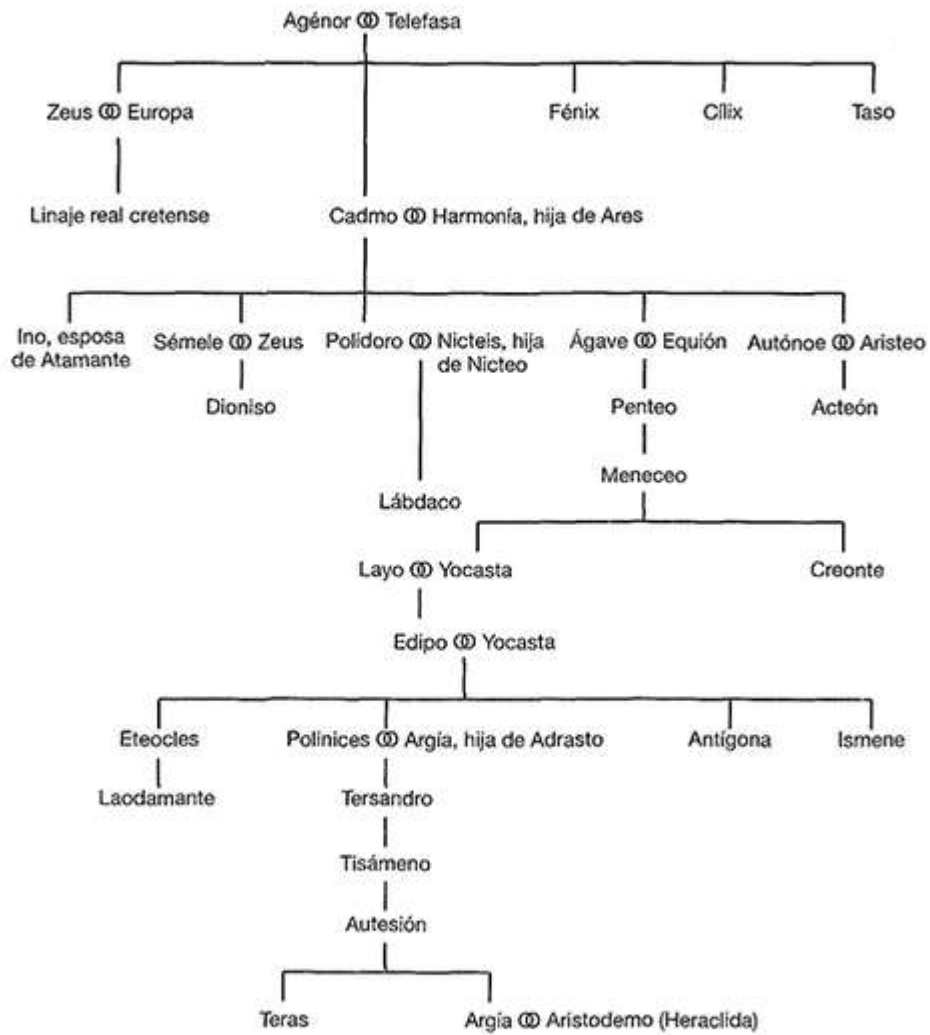 Agénor ⚭ Telefasa
Zeus ⚭ Europa Fénix Cílix Taso
Linaje real cretense Cadmo ⚭ Harmonía, hija de Ares
Ino, esposa Sémele ⚭ Zeus Polidoro ⚭ Nicteis, hija Ágave ⚭ Equión Autónoe ⚭ Aristeo
de Atamante de Nicteo
Dioniso Penteo Acteón
Meneceo
Lábdaco
Layo ⚭ Yocasta Creonte
Edipo ⚭ Yocasta
Eteocles Polinices ⚭ Argía, hija de Adrasto Antígona Ismene
Laodamante Tersandro
Tisámeno
Autesión
Teras Argía ⚭ Aristodemo (Heraclida)